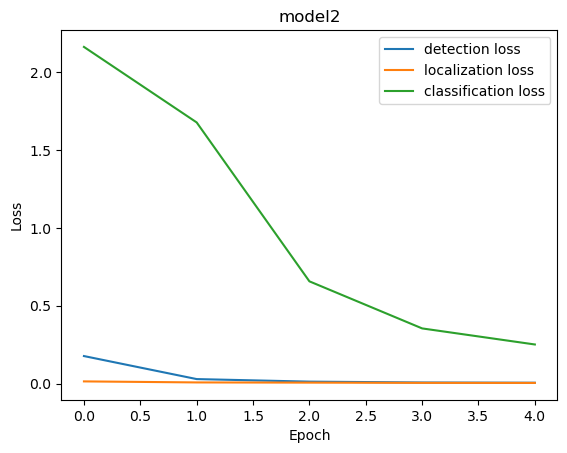 model2
detection loss
localization loss
classification loss
2.0
1.5
1.0
0.5
0.0
Loss
0.0 0.5 1.0 1.5 2.0 2.5 3.0 3.5 4.0
Epoch